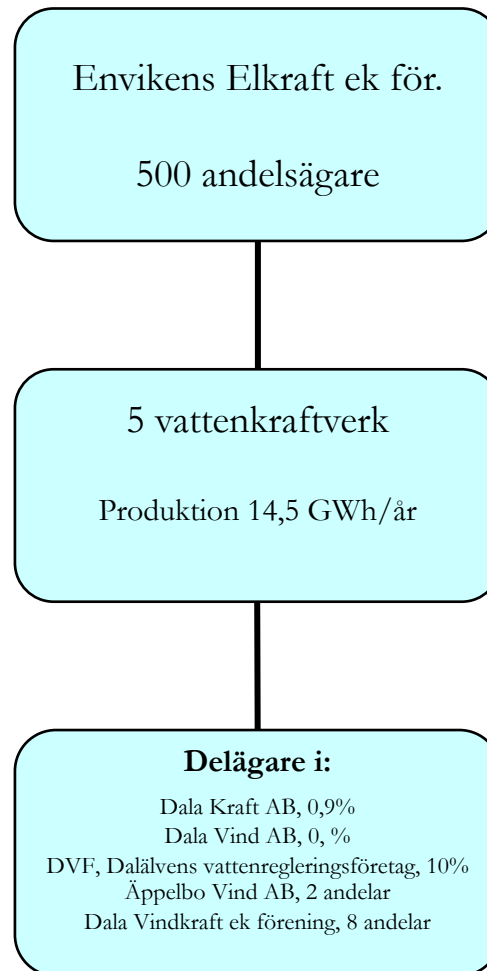 Envikens Elkraft ek för.
500 andelsägare
5 vattenkraftverk
Produktion 14,5 GWh/år
Delägare i:
Dala Kraft AB, 0,9%
Dala Vind AB, 0, %
DVF, Dalälvens vattenregleringsföretag, 10%
Äppelbo Vind AB, 2 andelar
Dala Vindkraft ek förening, 8 andelar